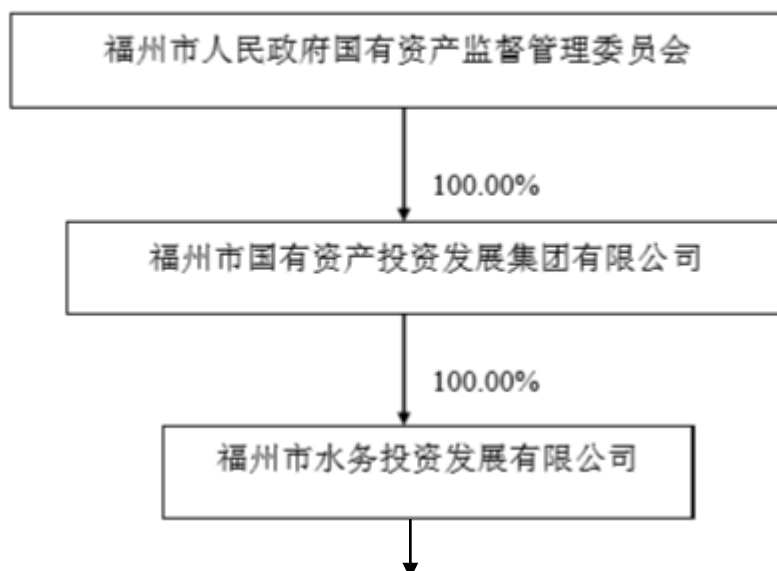 福州市人民政府国有资产监督管理委员会
100.00%
福州市国有资产投资发展集团有限公司
100.00%
福州市水务投资发展有限公司